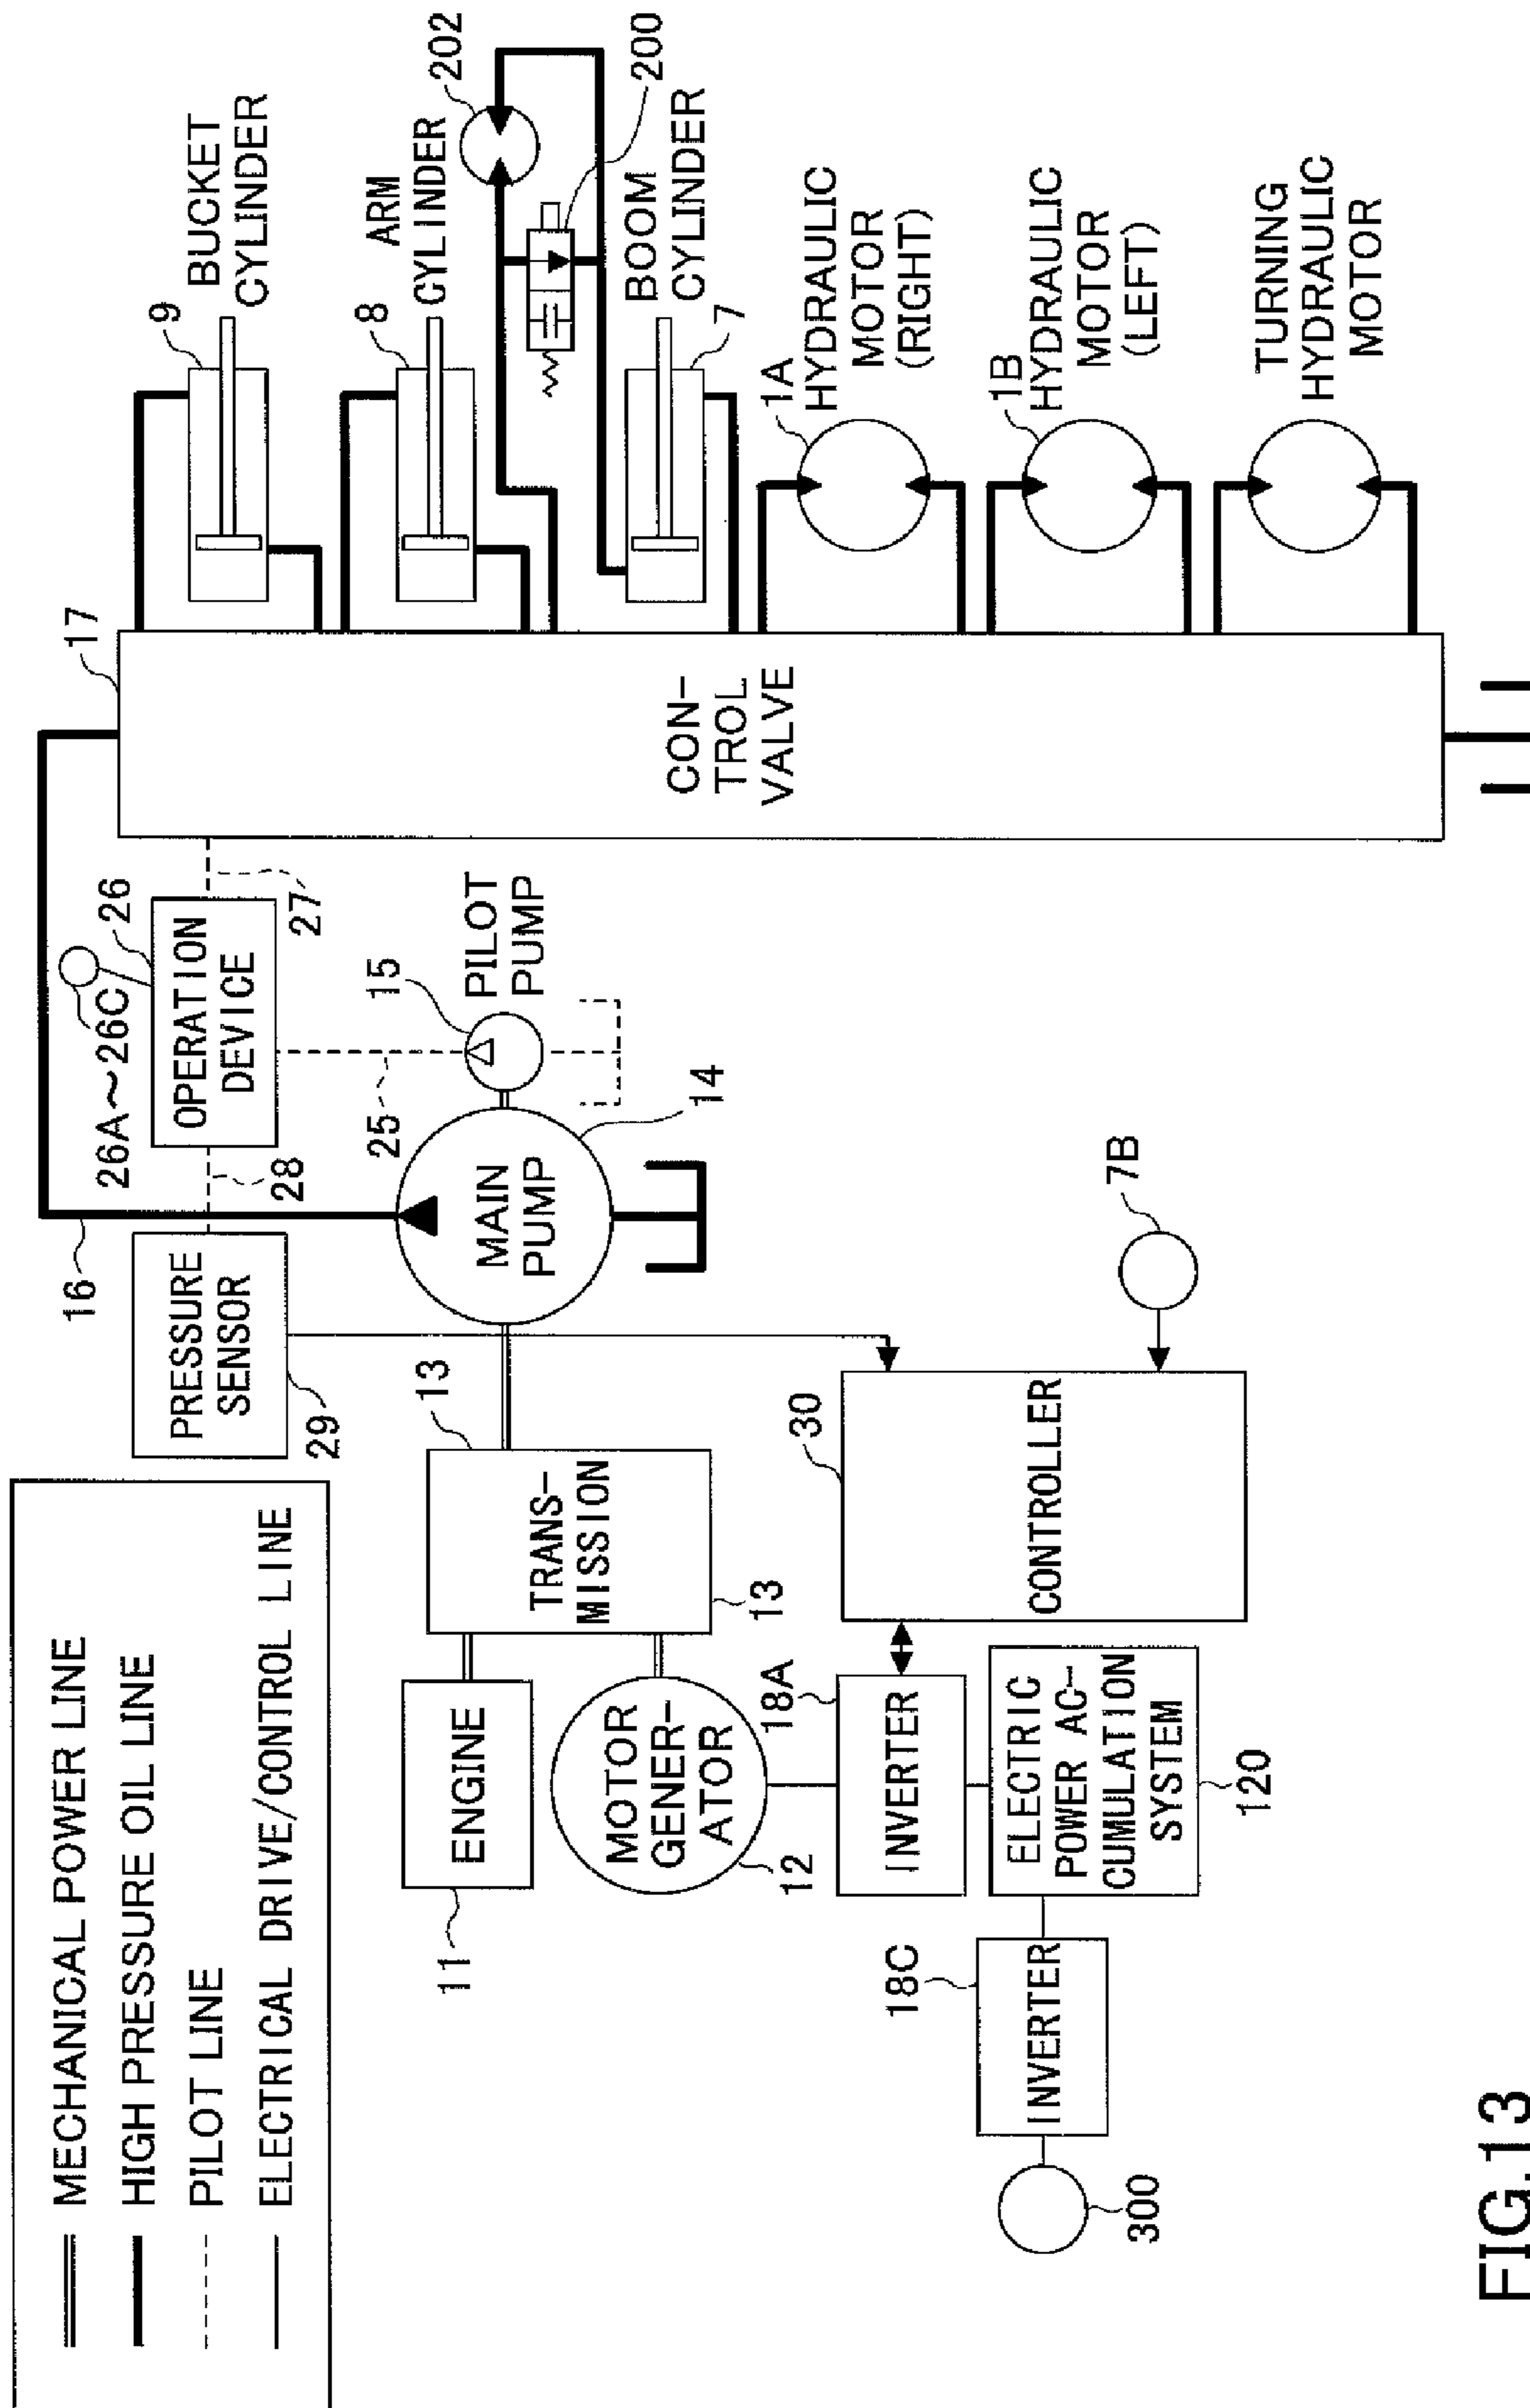 MECHANICAL POWER LINE
HIGH PRESSURE OIL LINE
PILOT LINE
ELECTRICAL DRIVE/CONTROL LINE
16
PRESSURE
SENSOR
29
28
26A~26C
26
OPERATION
DEVICE
27
25
15
PILOT
PUMP
MAIN
PUMP
14
13
TRANS-
MISSION
13
ENGINE
11
MOTOR
GENER-
ATOR
12
18A
INVERTER
30
CONTROLLER
7B
ELECTRIC
POWER AC-
CUMULATION
SYSTEM
120
18C
INVERTER
300
17
CON-
TROL
VALVE
9
BUCKET
CYLINDER
8
ARM
CYLINDER
202
200
BOOM
CYLINDER
7
1A
HYDRAULIC
MOTOR
(RIGHT)
1B
HYDRAULIC
MOTOR
(LEFT)
TURNING
HYDRAULIC
MOTOR
FIG.13